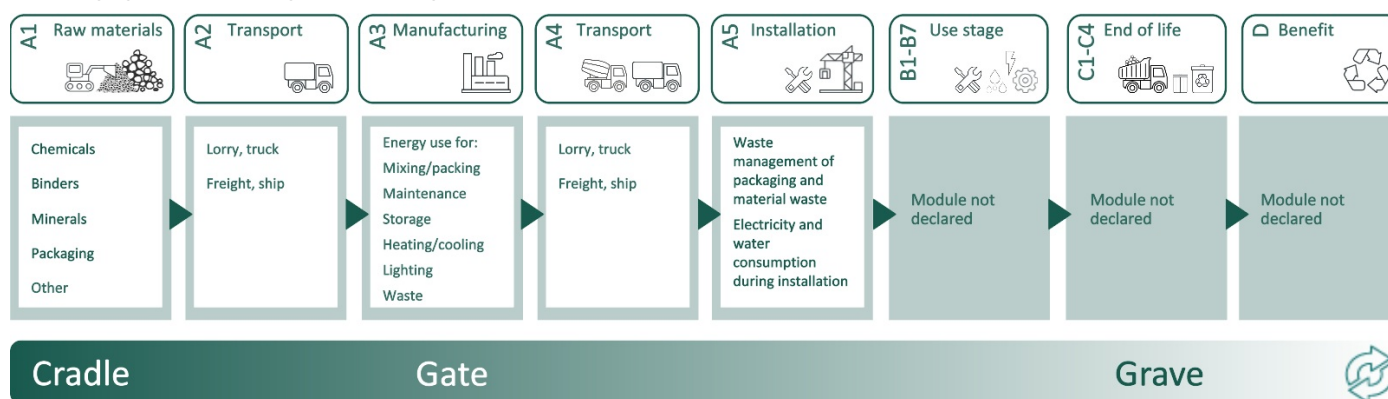 A1 Raw materials
A2 Transport
A3 Manufacturing
A4 Transport
A5 Installation
B1-B7 Use stage
C1-C4 End of life
D Benefit
Chemicals
Binders
Minerals
Packaging
Other
Lorry, truck
Freight, ship
Energy use for:
Mixing/packing
Maintenance
Storage
Heating/cooling
Lighting
Waste
Lorry, truck
Freight, ship
Waste
management of
packaging and
material waste
Electricity and
water
consumption
during installation
Module not
declared
Module not
declared
Module not
declared
Cradle
Gate
Grave